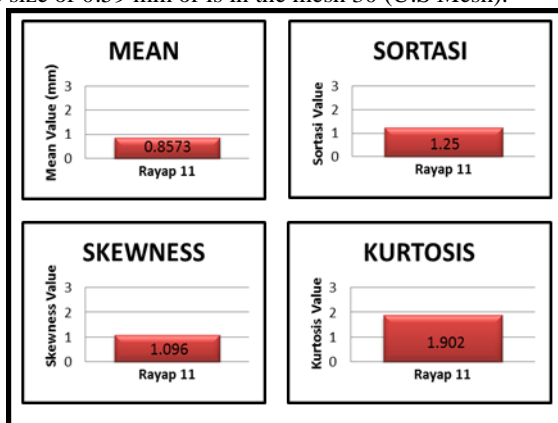 size of 0.59 mm or is in the mesh 30 (U.S Mesh).
MEAN
Mean Value (mm)
3
2
1
0
0.8573
Rayap 11
SORTASI
Sortasi Value
3
2
1
0
1.25
Rayap 11
SKEWNESS
Skewness Value
3
2
1
0
1.096
Rayap 11
KURTOSIS
Kurtosis Value
3
2
1
0
1.902
Rayap 11